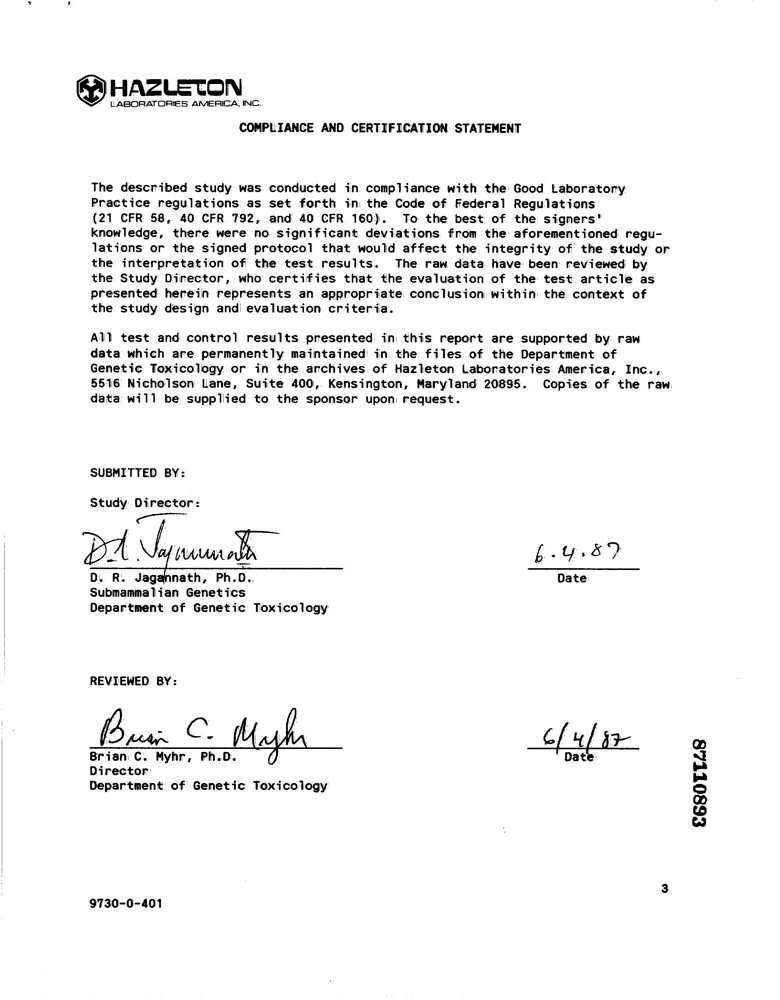 HAZLETON
LABORATORIES AMERICA, INC.
COMPLIANCE AND CERTIFICATION STATEMENT
The described study was conducted in compliance with the Good Laboratory
Practice regulations as set forth in the Code of Federal Regulations
(21 CFR 58, 40 CFR 792, and 40 CFR 160). To the best of the signers'
knowledge, there were no significant deviations from the aforementioned regu-
lations or the signed protocol that would affect the integrity of the study or
the interpretation of the test results. The raw data have been reviewed by
the Study Director, who certifies that the evaluation of the test article as
presented herein represents an appropriate conclusion within the context of
the study design and evaluation criteria.
All test and control results presented in this report are supported by raw
data which are permanently maintained in the files of the Department of
Genetic Toxicology or in the archives of Hazleton Laboratories America, Inc.,
5516 Nicholson Lane, Suite 400, Kensington, Maryland 20895. Copies of the raw
data will be supplied to the sponsor upon request.
SUBMITTED BY:
Study Director:
6.4.87
D. R. Jagannath, Ph.D. Date
Submammalian Genetics
Department of Genetic Toxicology
REVIEWED BY:
Brian C. Myhr 6/4/87
Brian C. Myhr, Ph.D. Date
Director
Department of Genetic Toxicology
87110893
3
9730-0-401